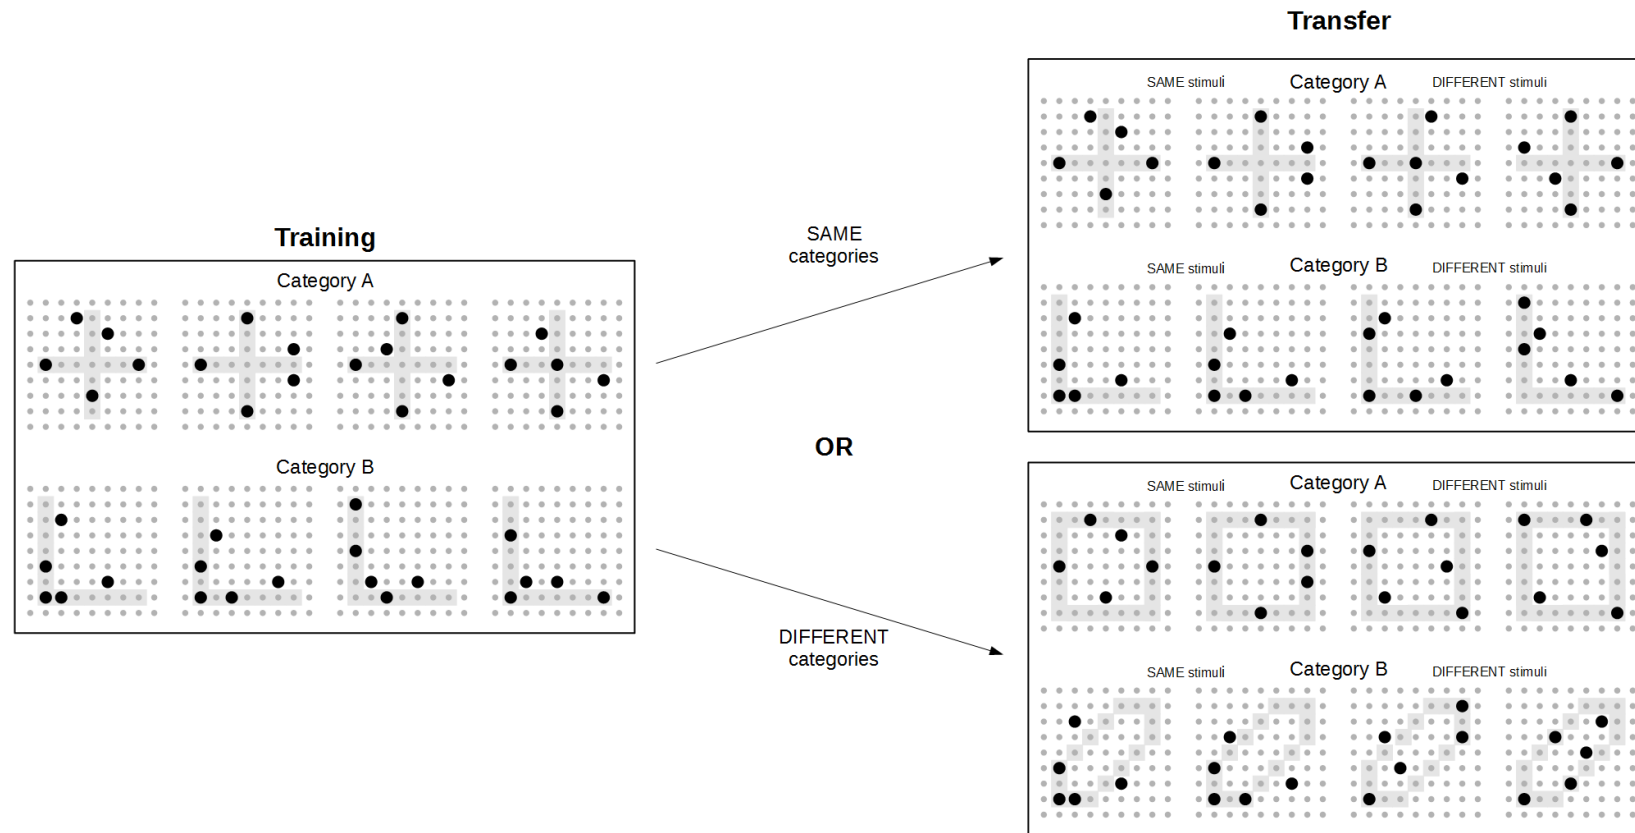 Training
Category A
Category B
SAME
categories
OR
DIFFERENT
categories
Transfer
SAME stimuli Category A DIFFERENT stimuli
SAME stimuli Category B DIFFERENT stimuli
SAME stimuli Category A DIFFERENT stimuli
SAME stimuli Category B DIFFERENT stimuli